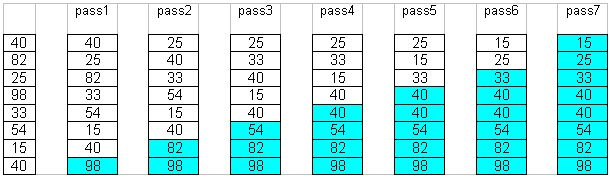 pass1 pass2 pass3 pass4 pass5 pass6 pass7
40 40 25 25 25 25 15 15
82 25 40 33 33 15 25 25
25 82 33 40 15 33 33 33
98 33 54 15 40 40 40 40
33 54 15 40 40 40 40 40
54 15 40 54 54 54 54 54
15 40 82 82 82 82 82 82
40 98 98 98 98 98 98 98